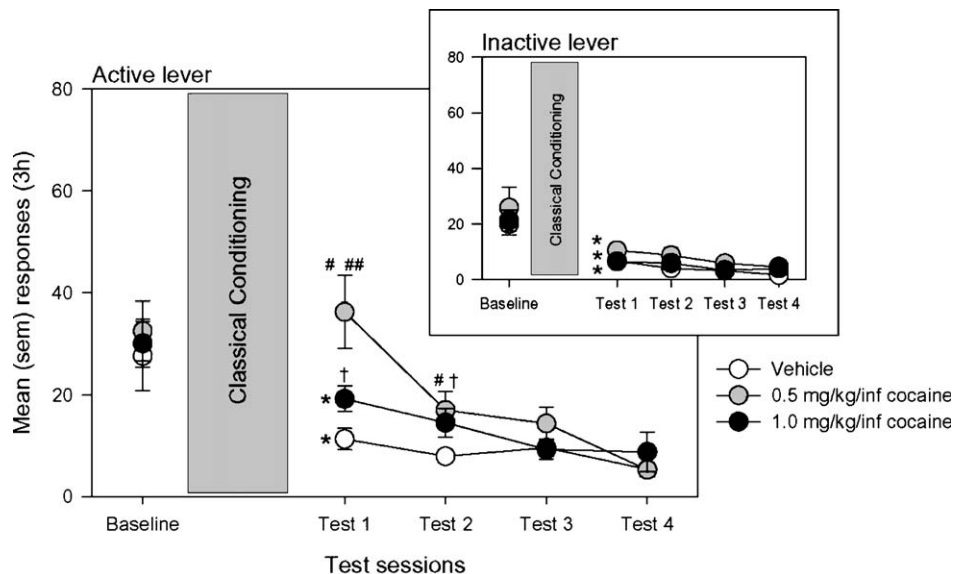 Active lever
Mean (sem) responses (3h)
80
60
40
20
0
Classical Conditioning
# ##
†
*
*
# †
Baseline
Test 1
Test 2
Test 3
Test 4
Test sessions
Inactive lever
80
60
40
20
0
Classical Conditioning
*
*
*
Baseline
Test 1
Test 2
Test 3
Test 4
Vehicle
0.5 mg/kg/inf cocaine
1.0 mg/kg/inf cocaine